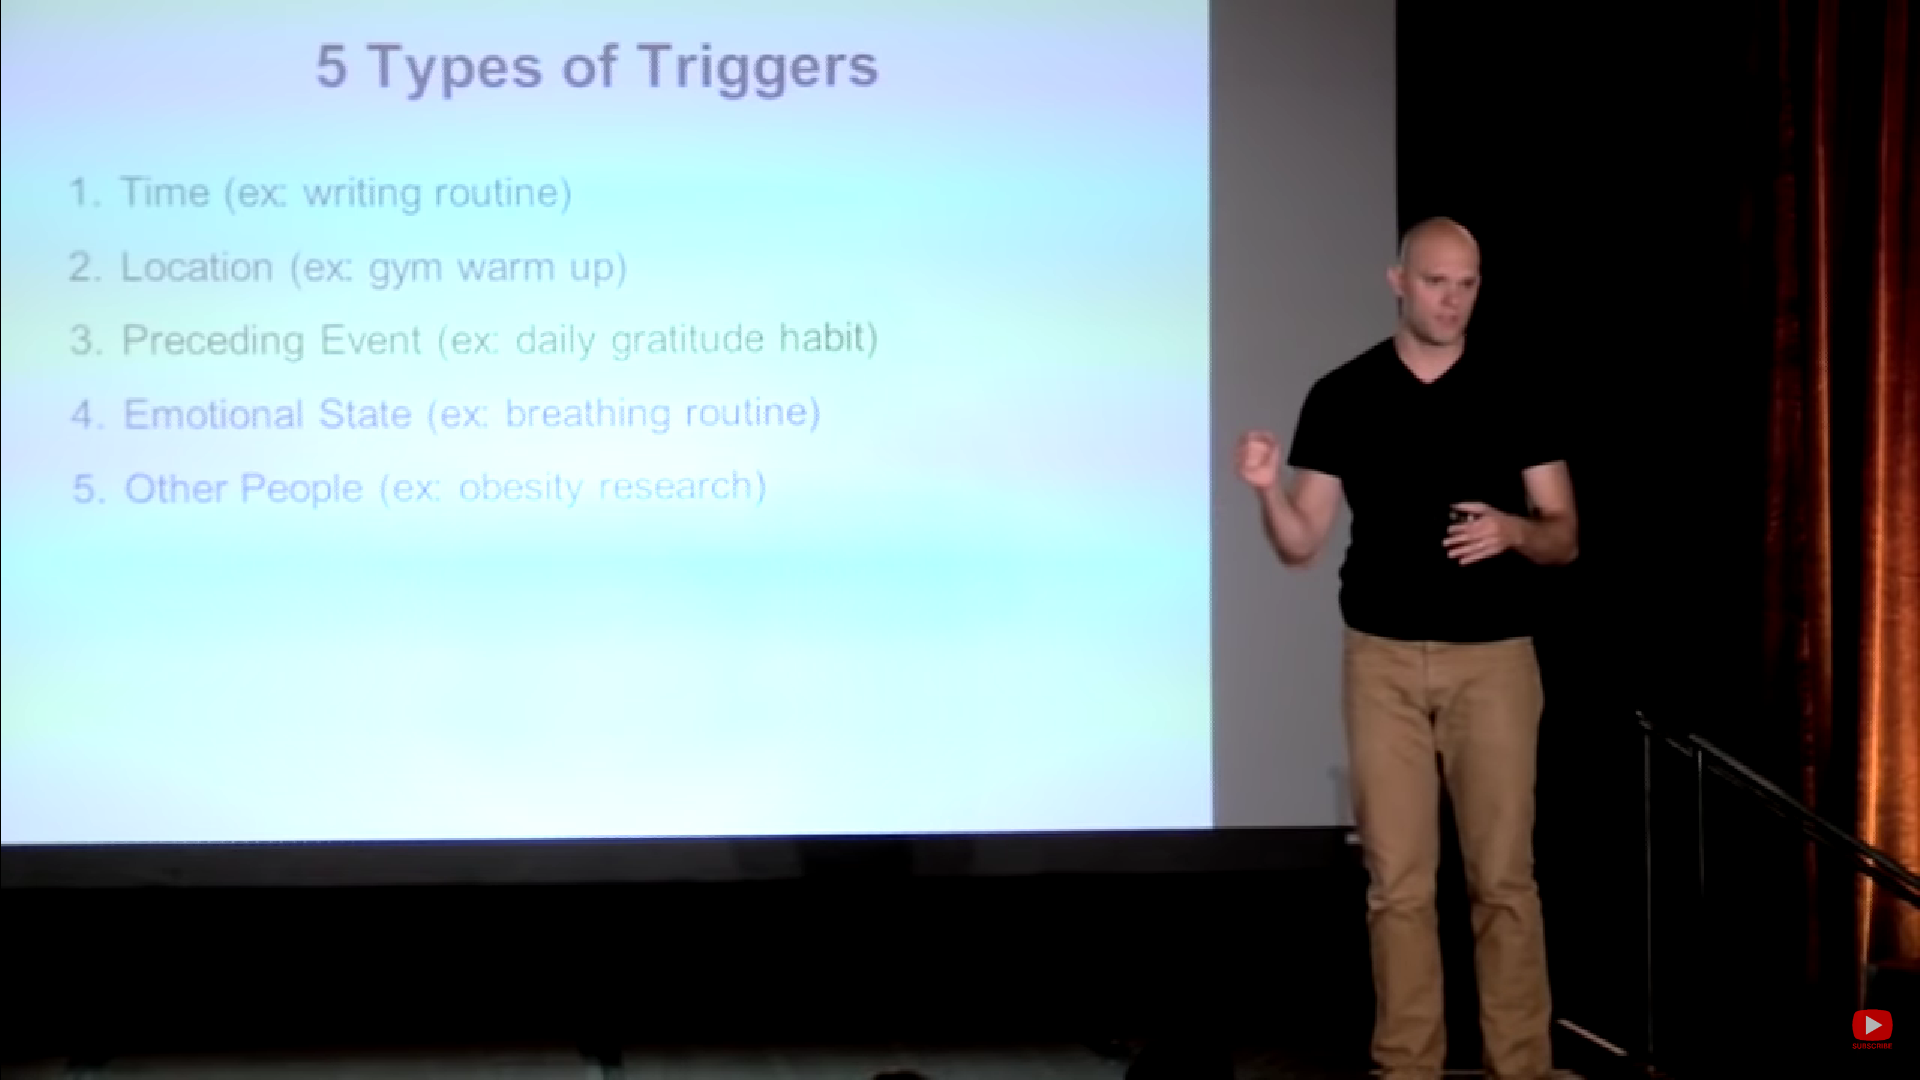 5 Types of Triggers
1. Time (ex: writing routine)
2. Location (ex: gym warm up)
3. Preceding Event (ex: daily gratitude habit)
4. Emotional State (ex: breathing routine)
5. Other People (ex: obesity research)
SUBSCRIBE